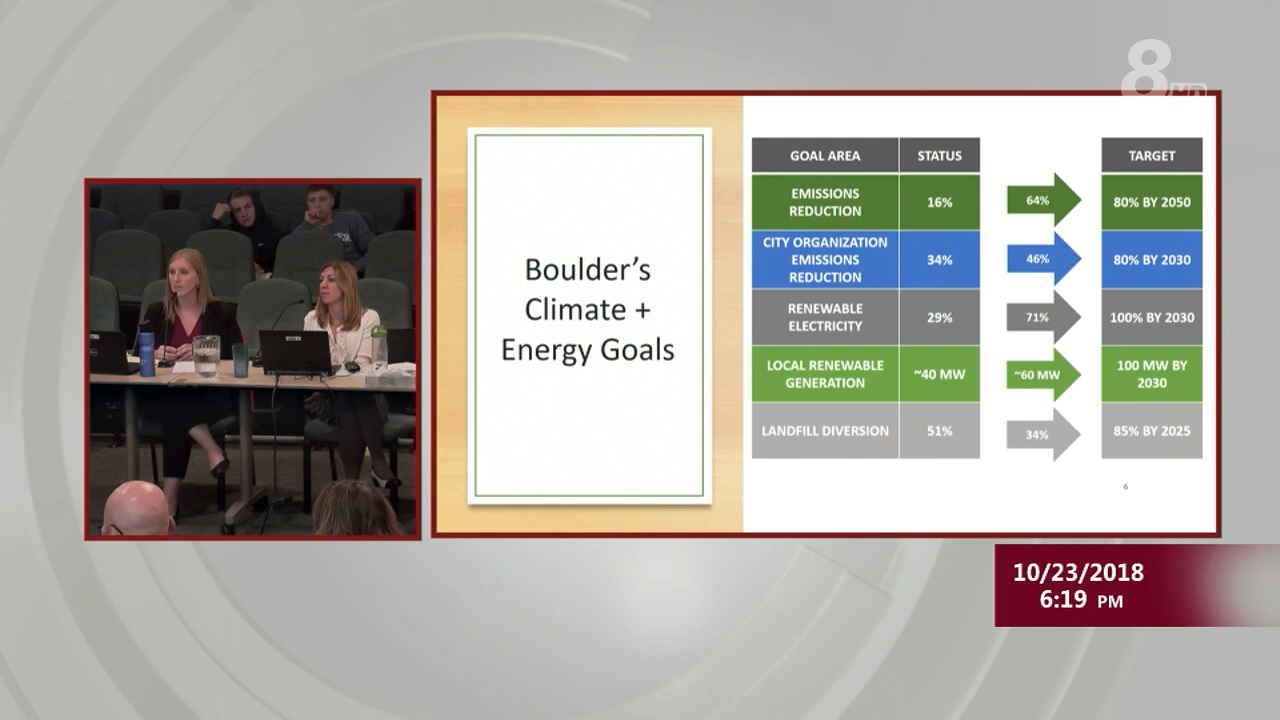 8
HD
Boulder's
Climate +
Energy Goals
GOAL AREA STATUS TARGET
EMISSIONS
REDUCTION
16%
64%
80% BY 2050
CITY ORGANIZATION
EMISSIONS
REDUCTION
34%
46%
80% BY 2030
RENEWABLE
ELECTRICITY
29%
71%
100% BY 2030
LOCAL RENEWABLE
GENERATION
~40 MW
~60 MW
100 MW BY
2030
LANDFILL DIVERSION
51%
34%
85% BY 2025
6
10/23/2018
6:19 PM